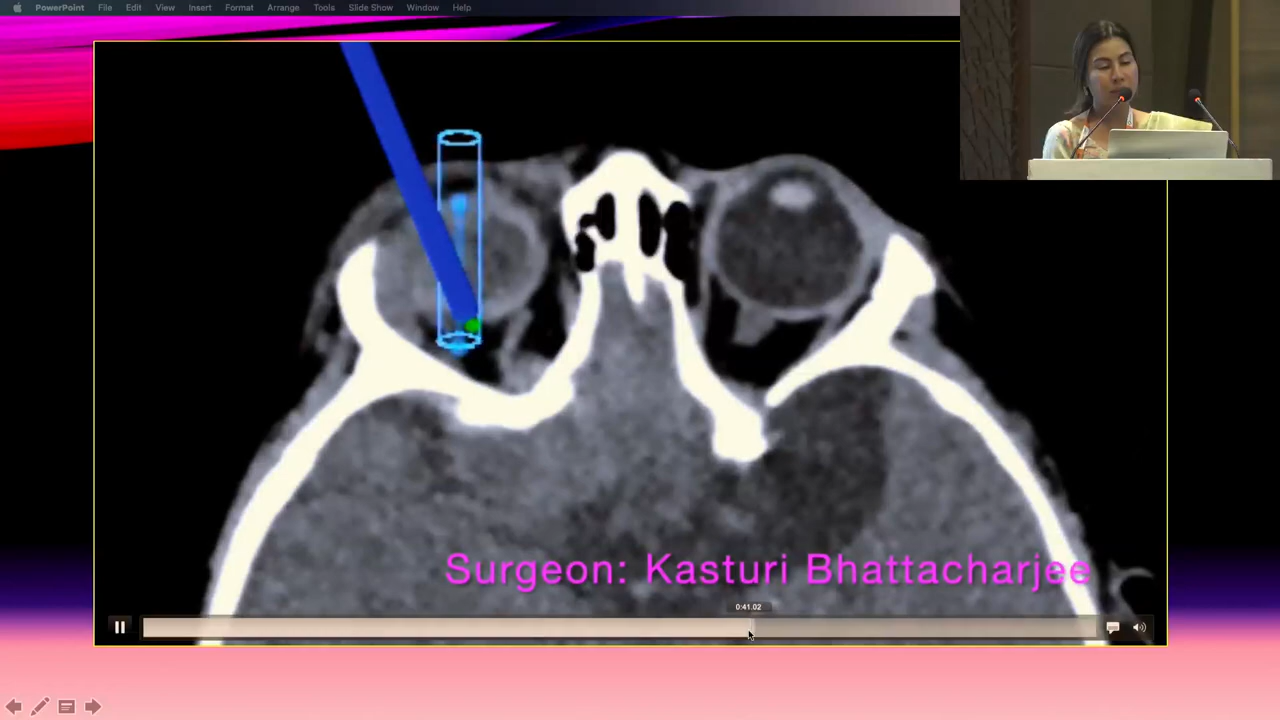 PowerPoint File Edit View Insert Format Arrange Tools Slide Show Window Help
Surgeon: Kasturi Bhattacharjee
0:41.02